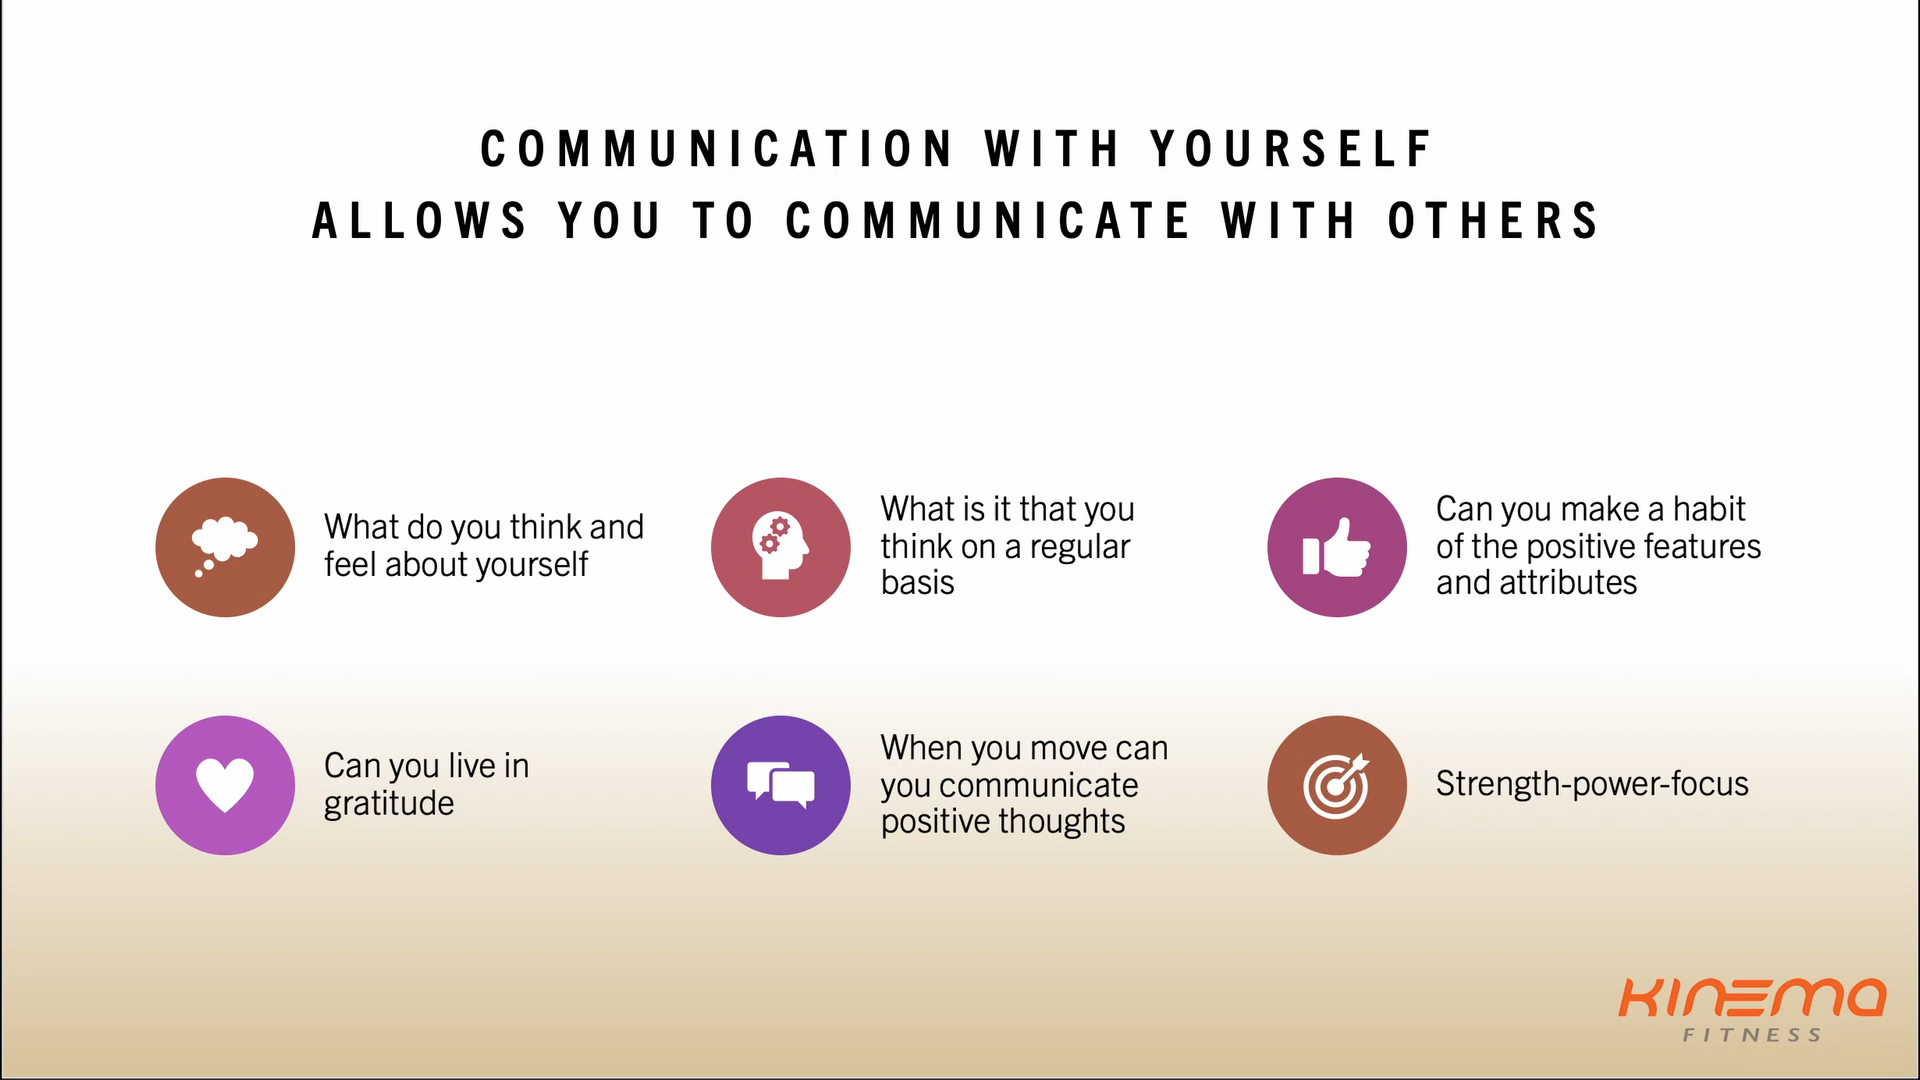 COMMUNICATION WITH YOURSELF
ALLOWS YOU TO COMMUNICATE WITH OTHERS
What do you think and
feel about yourself
What is it that you
think on a regular
basis
Can you make a habit
of the positive features
and attributes
Can you live in
gratitude
When you move can
you communicate
positive thoughts
Strength-power-focus
KINEMA
FITNESS